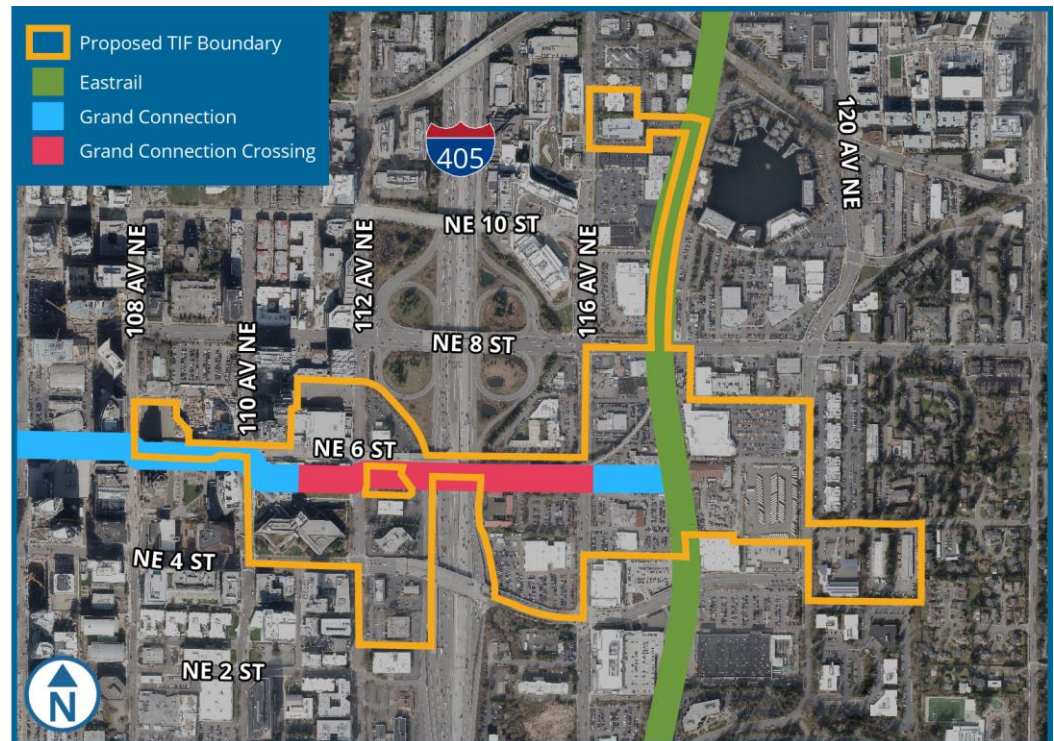 Proposed TIF Boundary
Eastrail
Grand Connection
Grand Connection Crossing
405
120 AV NE
NE 10 ST
108 AV NE
112 AV NE
116 AV NE
110 AV NE
NE 8 ST
NE 6 ST
NE 4 ST
NE 2 ST
N